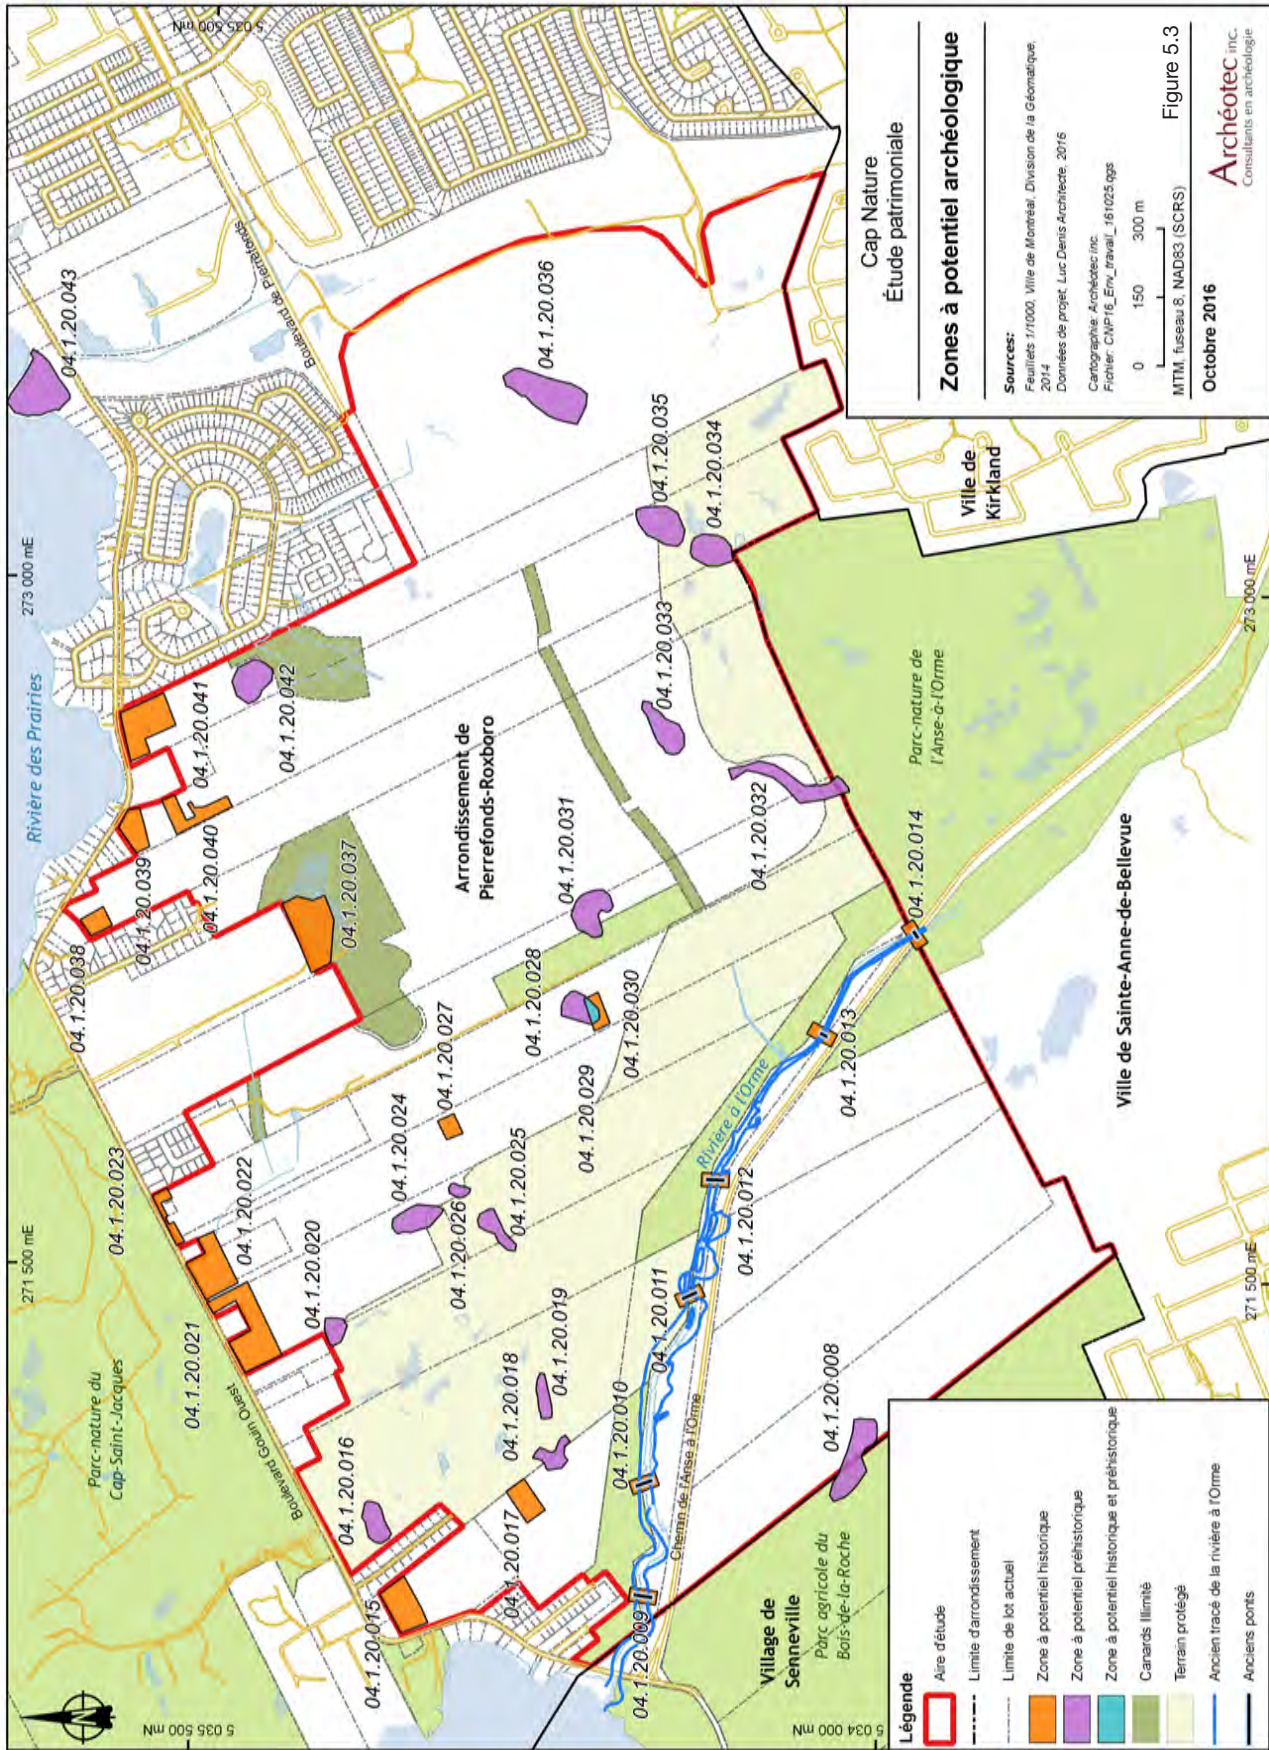 Cap Nature
Étude patrimoniale
Zones à potentiel archéologique
Sources:
Feuillets 1/1000, Ville de Montréal, Division de la Géomatique,
2014
Données de projet, Luc Denis Architecte, 2016
Cartographie: Archéotec inc.
Fichier: CNP16_Env_travail_161025.qgs
0 150 300 m
MTM, fuseau 8, NAD83 (SCRS)
Octobre 2016
Figure 5.3
Archéotec inc.
Consultants en archéologie
Légende
Aire d'étude
Limite d'arrondissement
Limite de lot actuel
Zone à potentiel historique
Zone à potentiel préhistorique
Zone à potentiel historique et préhistorique
Canards Illimité
Terrain protégé
Ancien tracé de la rivière à l'Orme
Anciens ponts
271 500 mE
273 000 mE
5 035 500 mN
5 035 500 mN
5 034 000 mN
271 500 mE
273 000 mE
Rivière des Prairies
Parc-nature du
Cap-Saint-Jacques
Boulevard Gouin Ouest
Boulevard de Pierrefonds
Arrondissement de
Pierrefonds-Roxboro
Ville de
Kirkland
Parc-nature de
l'Anse-à-l'Orme
Ville de Sainte-Anne-de-Bellevue
Village de
Senneville
Parc agricole du
Bois-de-la-Roche
Rivière à l'Orme
Chemin de l'Anse à l'Orme
04.1.20.008
04.1.20.009
04.1.20.010
04.1.20.011
04.1.20.012
04.1.20.013
04.1.20.014
04.1.20.015
04.1.20.016
04.1.20.017
04.1.20.018
04.1.20.019
04.1.20.020
04.1.20.021
04.1.20.022
04.1.20.023
04.1.20.024
04.1.20.025
04.1.20.026
04.1.20.027
04.1.20.028
04.1.20.029
04.1.20.030
04.1.20.031
04.1.20.032
04.1.20.033
04.1.20.034
04.1.20.035
04.1.20.036
04.1.20.037
04.1.20.038
04.1.20.039
04.1.20.040
04.1.20.041
04.1.20.042
04.1.20.043